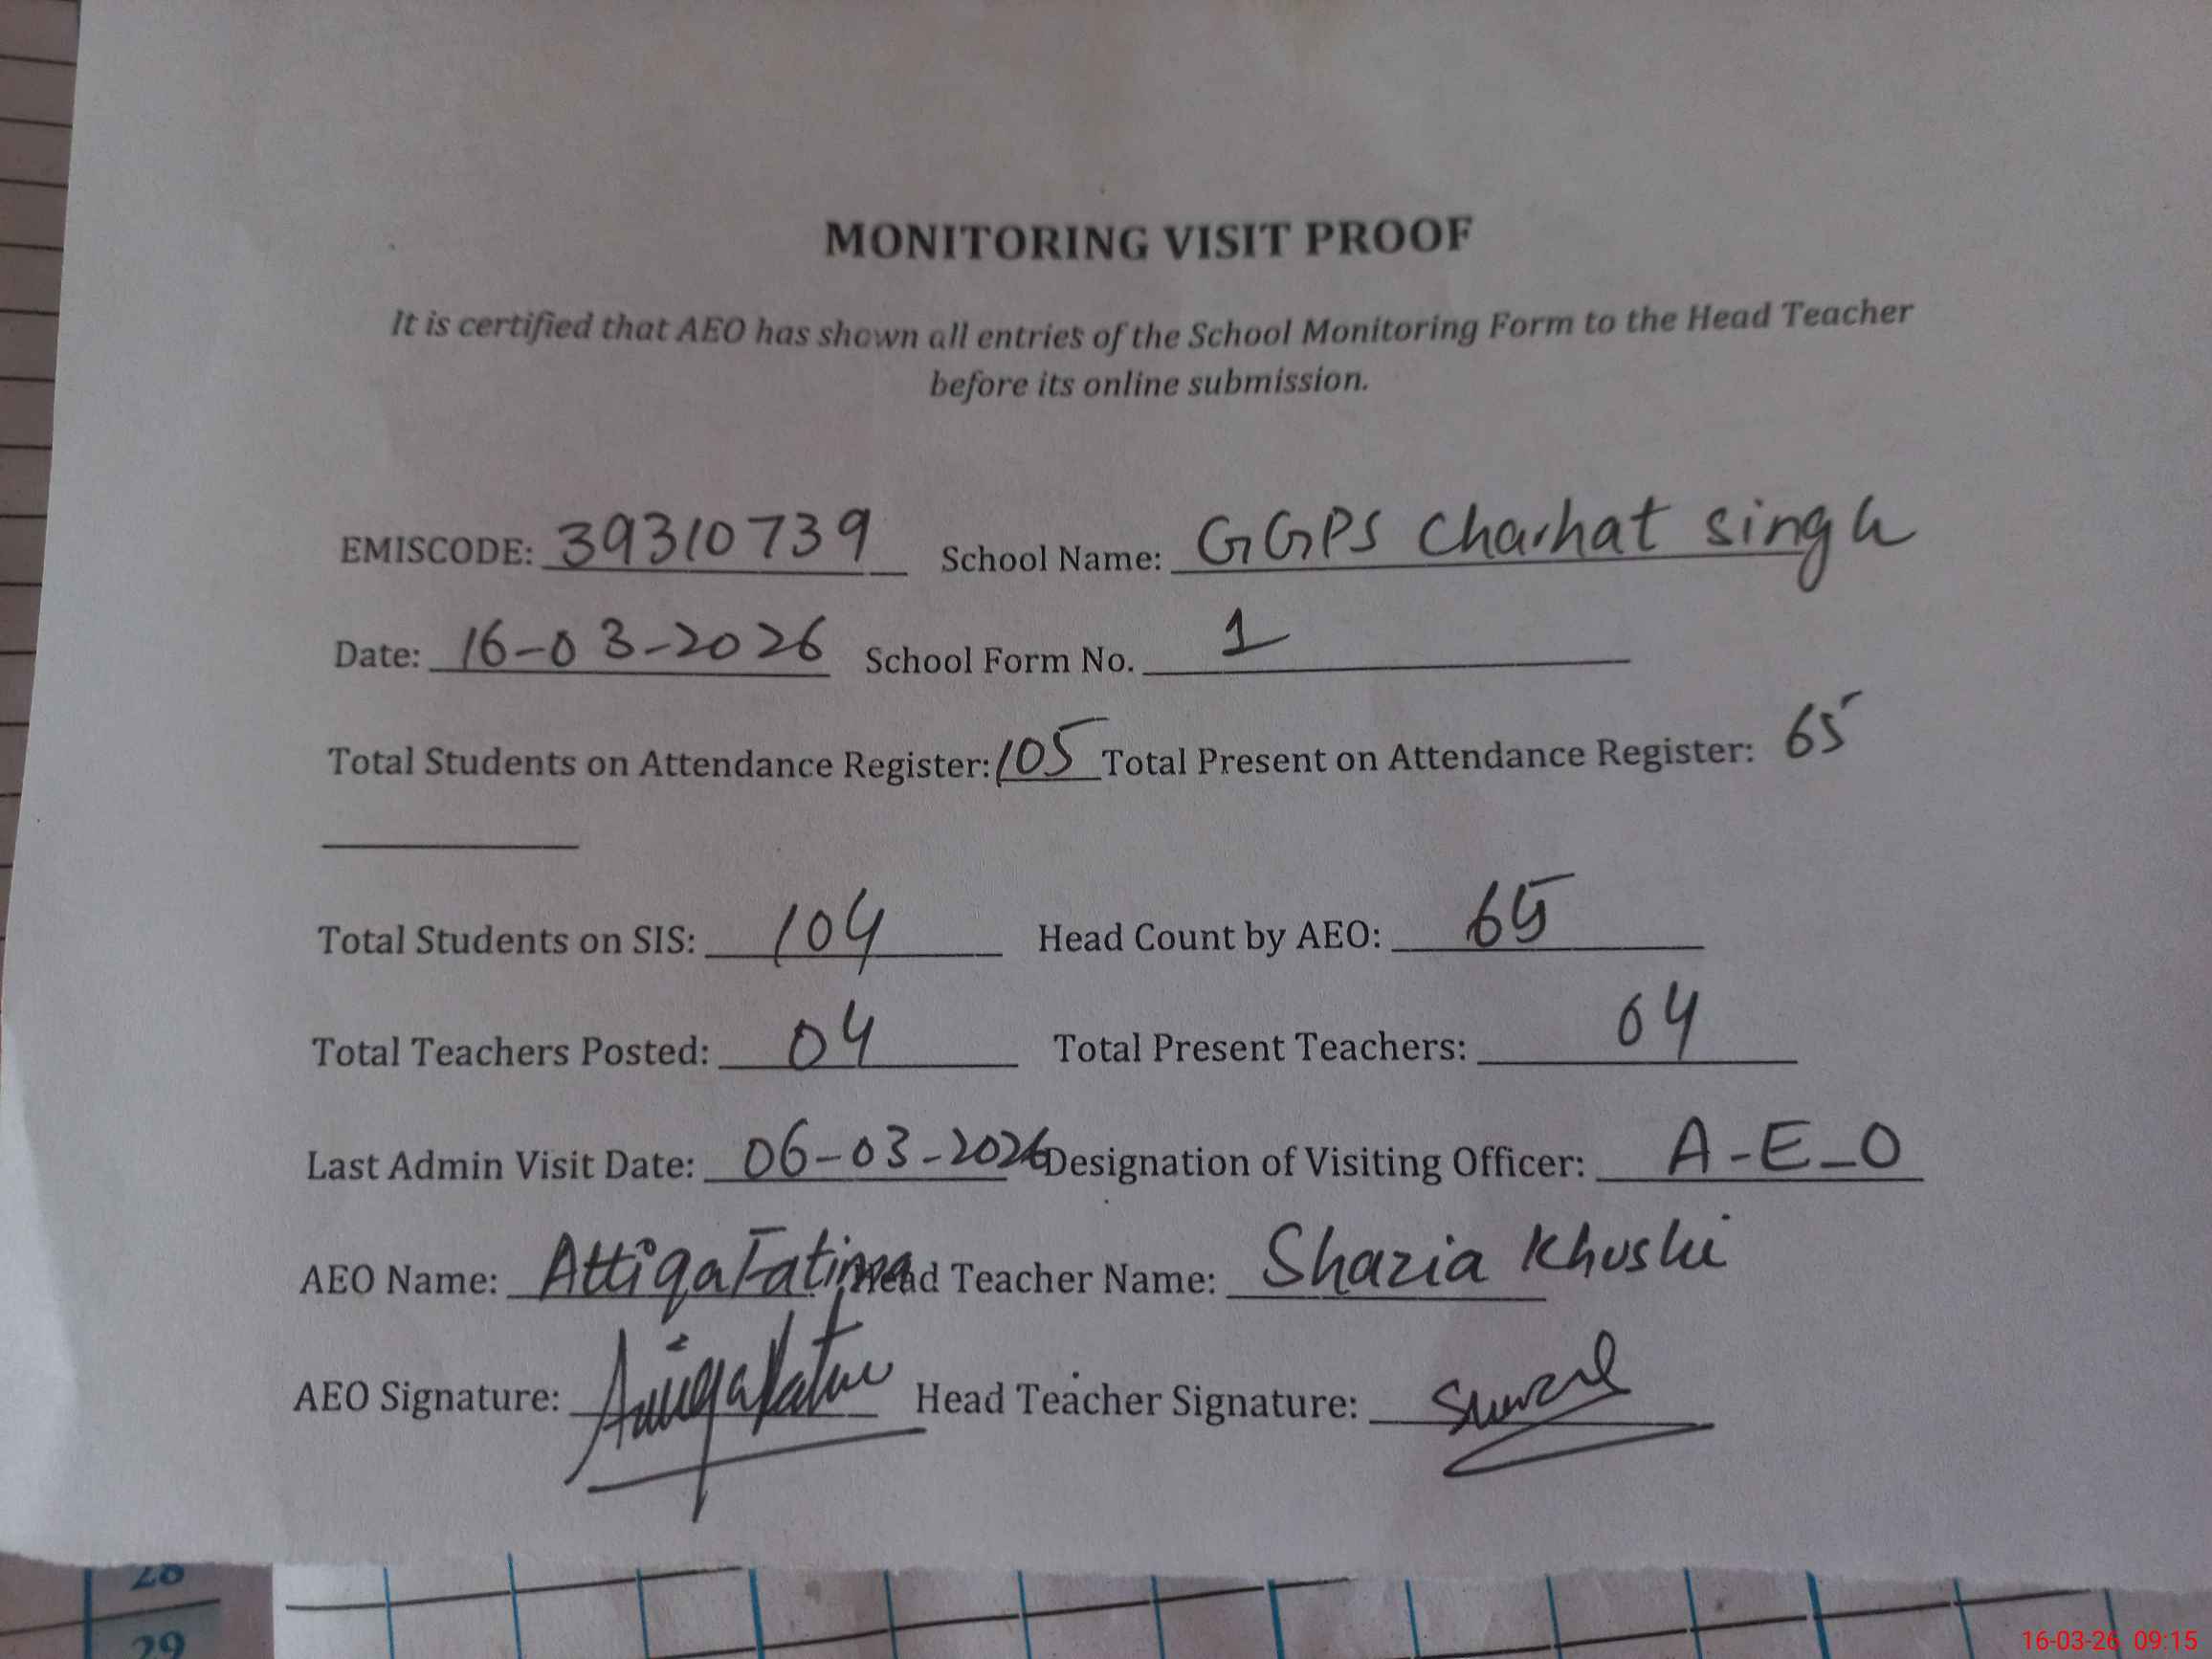 MONITORING VISIT PROOF
It is certified that AEO has shown all entries of the School Monitoring Form to the Head Teacher
before its online submission.
EMISCODE: 39310739 School Name: GGPS Charhat singh
Date: 16-03-2026 School Form No. 1
Total Students on Attendance Register: 105 Total Present on Attendance Register: 65
Total Students on SIS: 104 Head Count by AEO: 65
Total Teachers Posted: 04 Total Present Teachers: 04
Last Admin Visit Date: 06-03-2026 Designation of Visiting Officer: A-E-O
AEO Name: Attiqa Fatima Head Teacher Name: Shazia Khushi
AEO Signature: Head Teacher Signature:
28
29
16-03-26 09:15